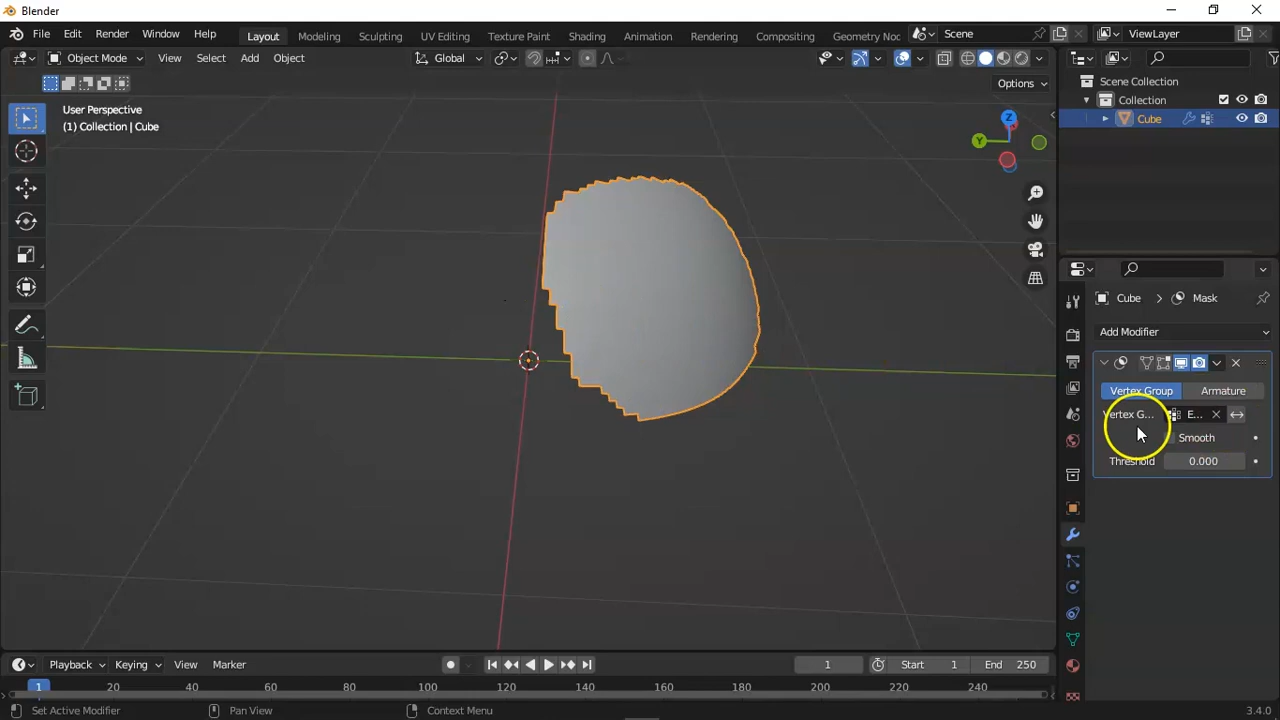 Blender
File Edit Render Window Help Layout Modeling Sculpting UV Editing Texture Paint Shading Animation Rendering Compositing Geometry Noc Scene ViewLayer
Object Mode View Select Add Object Global
Options
User Perspective
(1) Collection | Cube
Z
Y
Scene Collection
Collection
Cube
Cube > Mask
Add Modifier
Vertex Group Armature
Vertex G... E...
Smooth
Threshold 0.000
Playback Keying View Marker 1 Start 1 End 250
1 20 40 60 80 100 120 140 160 180 200 220 240
Set Active Modifier Pan View Context Menu 3.4.0